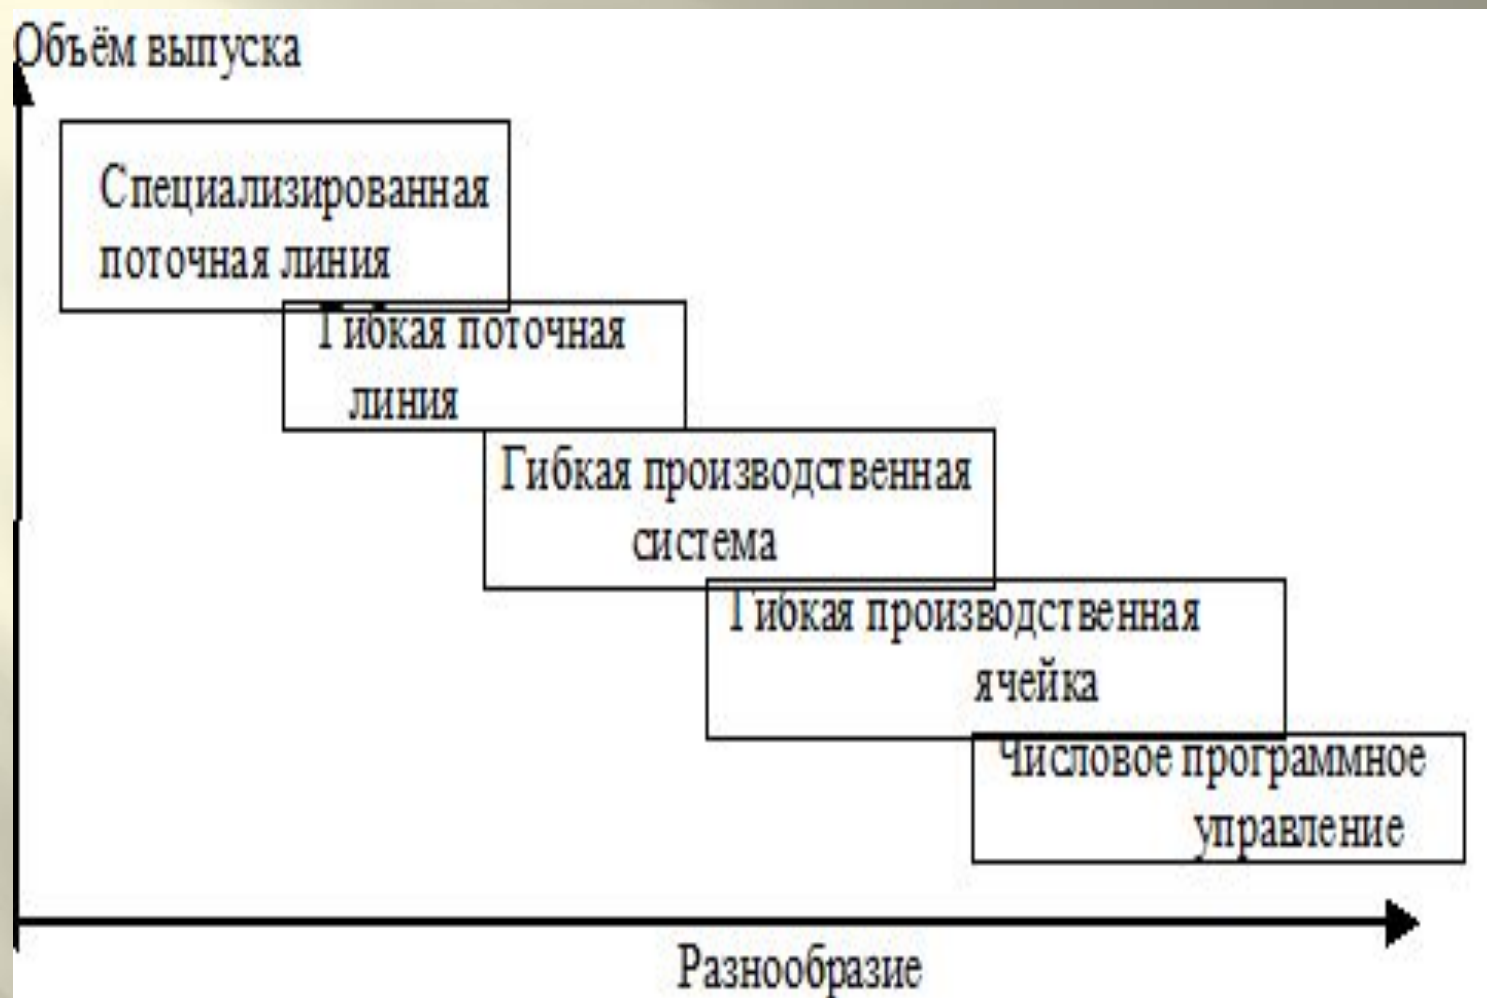 Объём выпуска
Специализированная
поточная линия
Гибкая поточная
линия
Гибкая производственная
система
Гибкая производственная
ячейка
Числовое программное
управление
Разнообразие